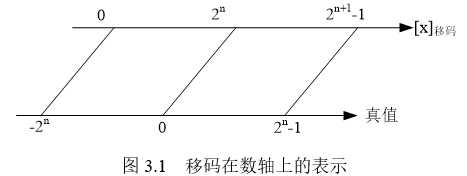 0 2ⁿ 2ⁿ⁺¹-1 [x]移码
-2ⁿ 0 2ⁿ-1 真值
图 3.1 移码在数轴上的表示